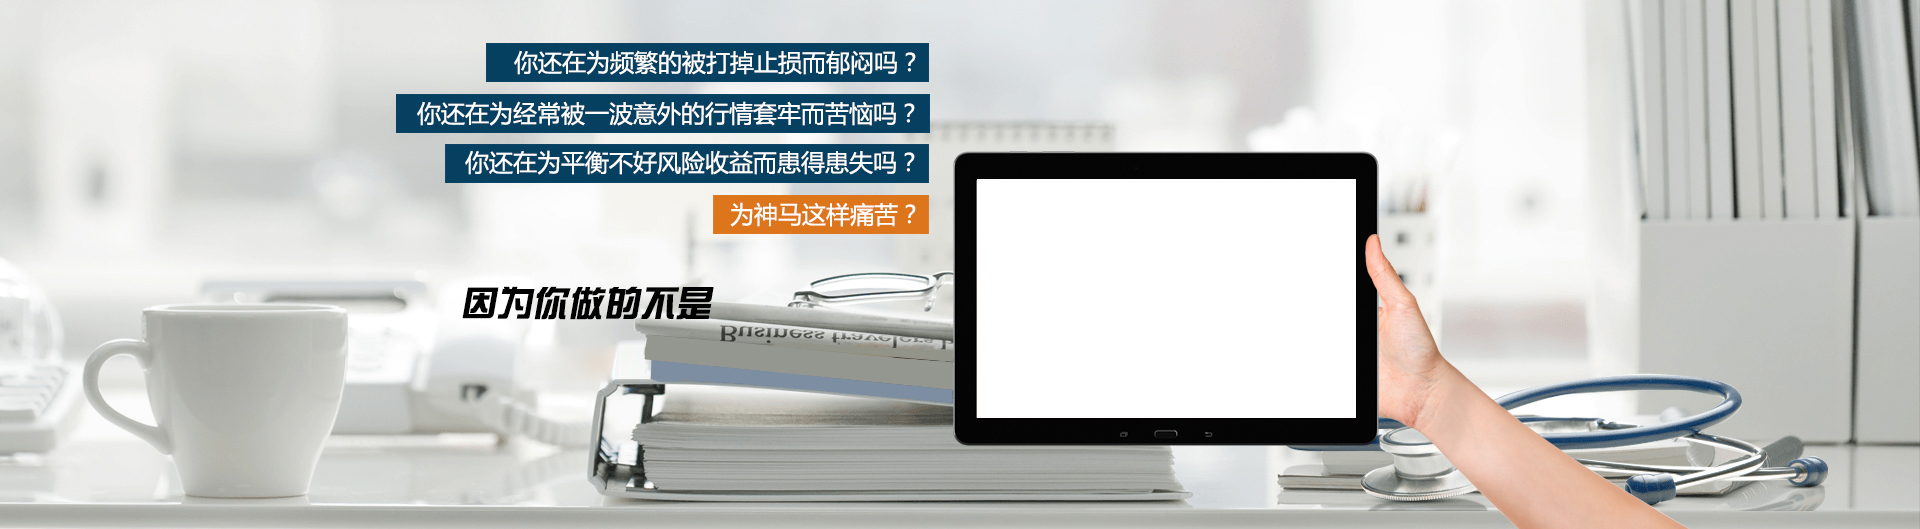 你还在为频繁的被打掉止损而郁闷吗？
你还在为经常被一波意外的行情套牢而苦恼吗？
你还在为平衡不好风险收益而患得患失吗？
为神马这样痛苦？
因为你做的不是
Business travelers